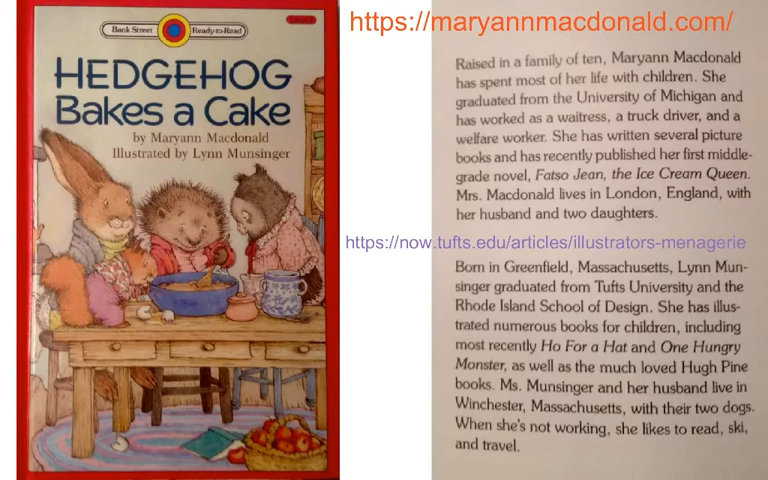 Bank Street
Ready-to-Read
HEDGEHOG
Bakes a Cake
by Maryann Macdonald
Illustrated by Lynn Munsinger
https://maryannmacdonald.com/
Raised in a family of ten, Maryann Macdonald
has spent most of her life with children. She
graduated from the University of Michigan and
has worked as a waitress, a truck driver, and a
welfare worker. She has written several picture
books and has recently published her first middle-
grade novel, Fatso Jean, the Ice Cream Queen.
Mrs. Macdonald lives in London, England, with
her husband and two daughters.
https://now.tufts.edu/articles/illustrators-menagerie
Born in Greenfield, Massachusetts, Lynn Mun-
singer graduated from Tufts University and the
Rhode Island School of Design. She has illus-
trated numerous books for children, including
most recently Ho For a Hat and One Hungry
Monster, as well as the much loved Hugh Pine
books. Ms. Munsinger and her husband live in
Winchester, Massachusetts, with their two dogs.
When she's not working, she likes to read, ski,
and travel.